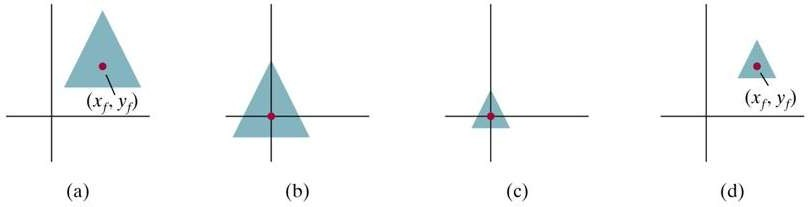 (x_f, y_f)
(x_f, y_f)
(a)
(b)
(c)
(d)